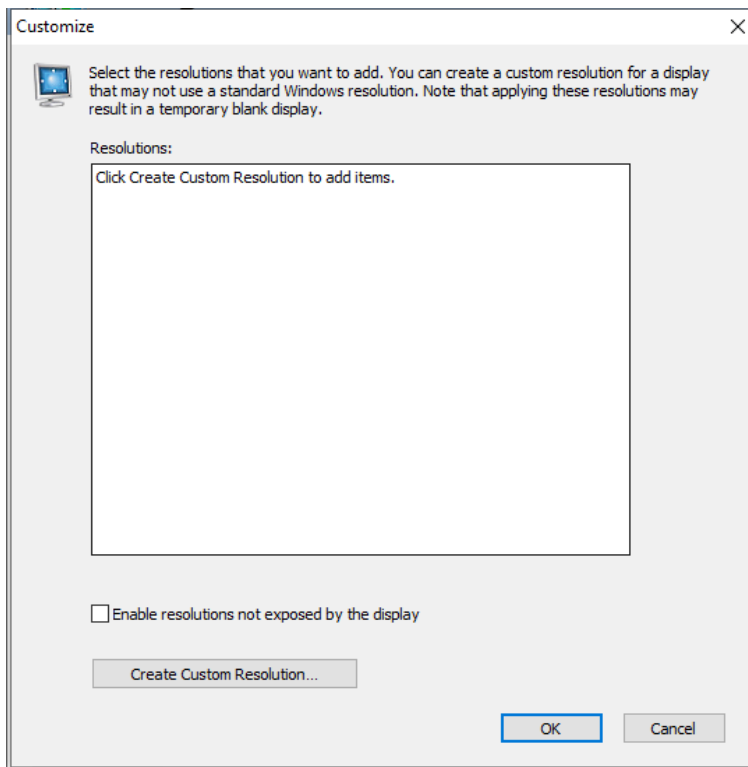 Customize
Select the resolutions that you want to add. You can create a custom resolution for a display
that may not use a standard Windows resolution. Note that applying these resolutions may
result in a temporary blank display.
Resolutions:
Click Create Custom Resolution to add items.
Enable resolutions not exposed by the display
Create Custom Resolution...
OK
Cancel